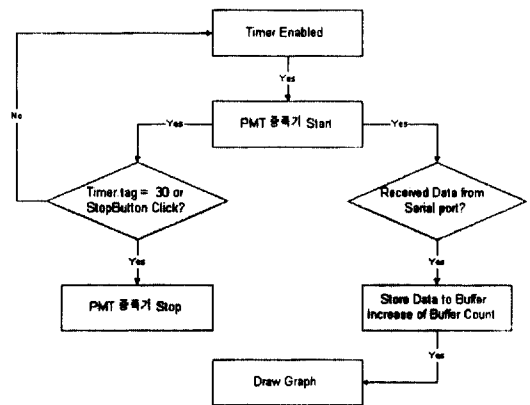 Timer Enabled
Yes
No
Yes
PMT 증폭기 Start
Yes
Timer.tag = 30 or
StopButton Click?
Received Data from
Serial port?
Yes
Yes
PMT 증폭기 Stop
Store Data to Buffer
Increase of Buffer Count
Yes
Draw Graph